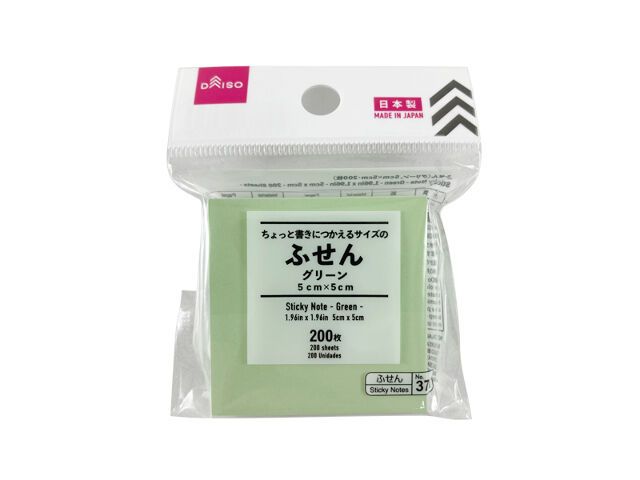 DAISO
日本製
MADE IN JAPAN
ちょっと書きにつかえるサイズの
ふせん
グリーン
5cm×5cm
Sticky Note - Green -
1.96in x 1.96in 5cm x 5cm
200枚
200 sheets
200 Unidades
ふせん
Sticky Notes
No.
37